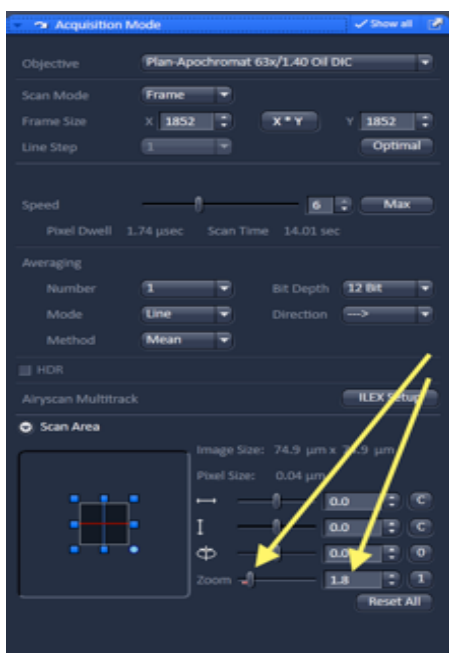 Acquisition Mode Show all
Objective Plan-Apochromat 63x/1.40 Oil DIC
Scan Mode Frame
Frame Size X 1852 X * Y Y 1852
Line Step 1 Optimal
Speed 6 Max
Pixel Dwell 1.74 µsec Scan Time 14.01 sec
Averaging
Number 1 Bit Depth 12 Bit
Mode Line Direction --->
Method Mean
HDR
Airyscan Multitrack ILEX Setup
Scan Area
Image Size: 74.9 µm x 74.9 µm
Pixel Size: 0.04 µm
0.0 C
0.0 C
0.0 0
Zoom 1.8 1
Reset All